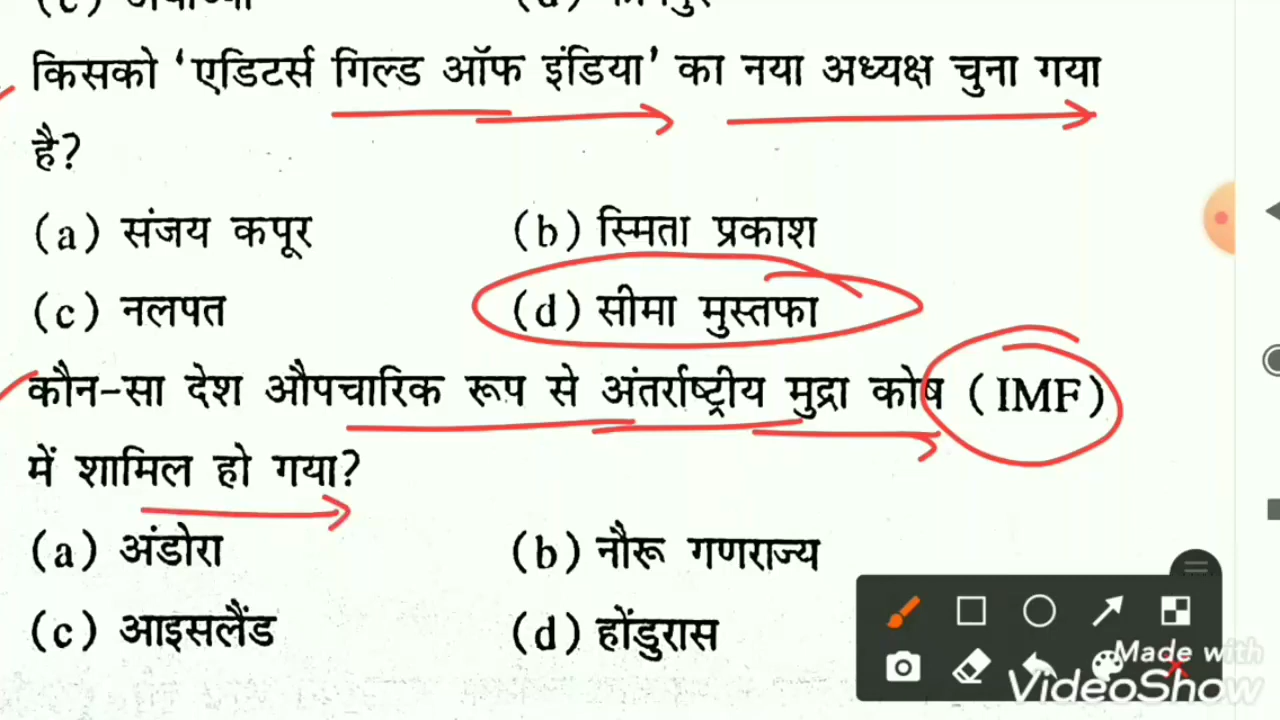 किसको ‘एडिटर्स गिल्ड ऑफ इंडिया’ का नया अध्यक्ष चुना गया
है?
(a) संजय कपूर (b) स्मिता प्रकाश
(c) नलपत (d) सीमा मुस्तफा
कौन-सा देश औपचारिक रूप से अंतर्राष्ट्रीय मुद्रा कोष (IMF)
में शामिल हो गया?
(a) अंडोरा (b) नौरू गणराज्य
(c) आइसलैंड (d) होंडुरास
Made with
VideoShow